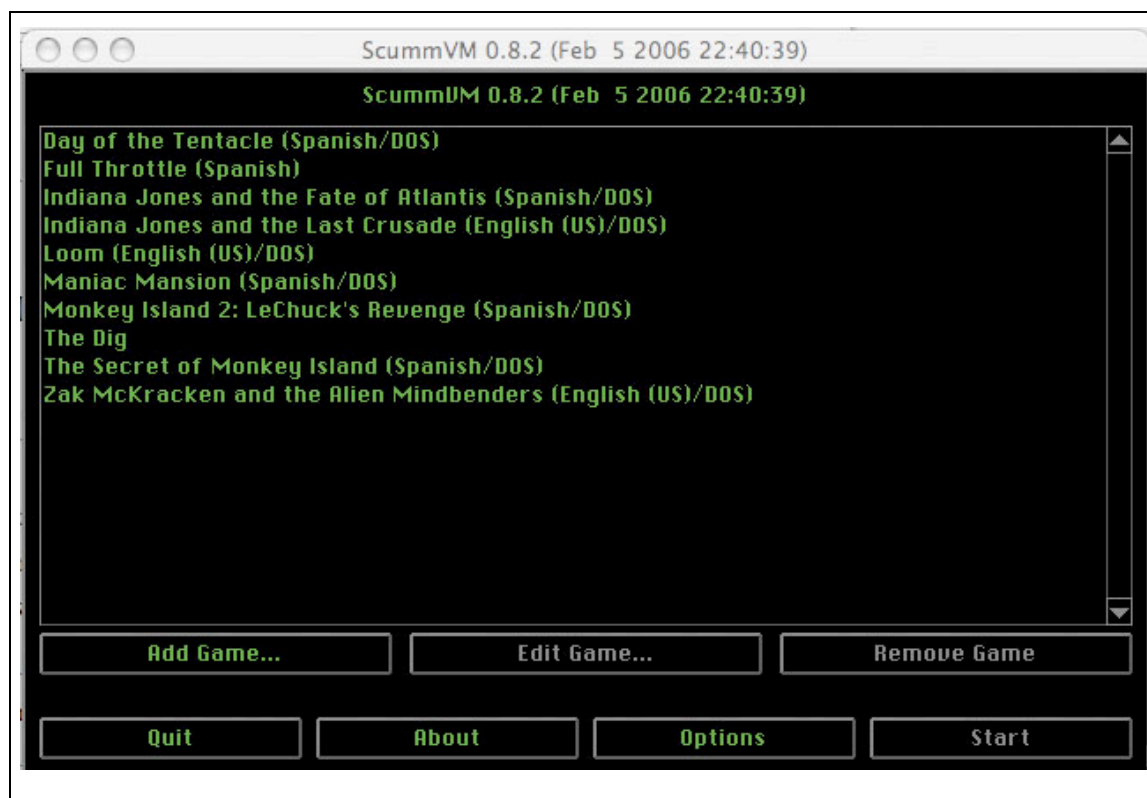 ScummVM 0.8.2 (Feb  5 2006 22:40:39)
ScummVM 0.8.2 (Feb  5 2006 22:40:39)
Day of the Tentacle (Spanish/DOS)
Full Throttle (Spanish)
Indiana Jones and the Fate of Atlantis (Spanish/DOS)
Indiana Jones and the Last Crusade (English (US)/DOS)
Loom (English (US)/DOS)
Maniac Mansion (Spanish/DOS)
Monkey Island 2: LeChuck's Revenge (Spanish/DOS)
The Dig
The Secret of Monkey Island (Spanish/DOS)
Zak McKracken and the Alien Mindbenders (English (US)/DOS)
Add Game... Edit Game... Remove Game
Quit About Options Start